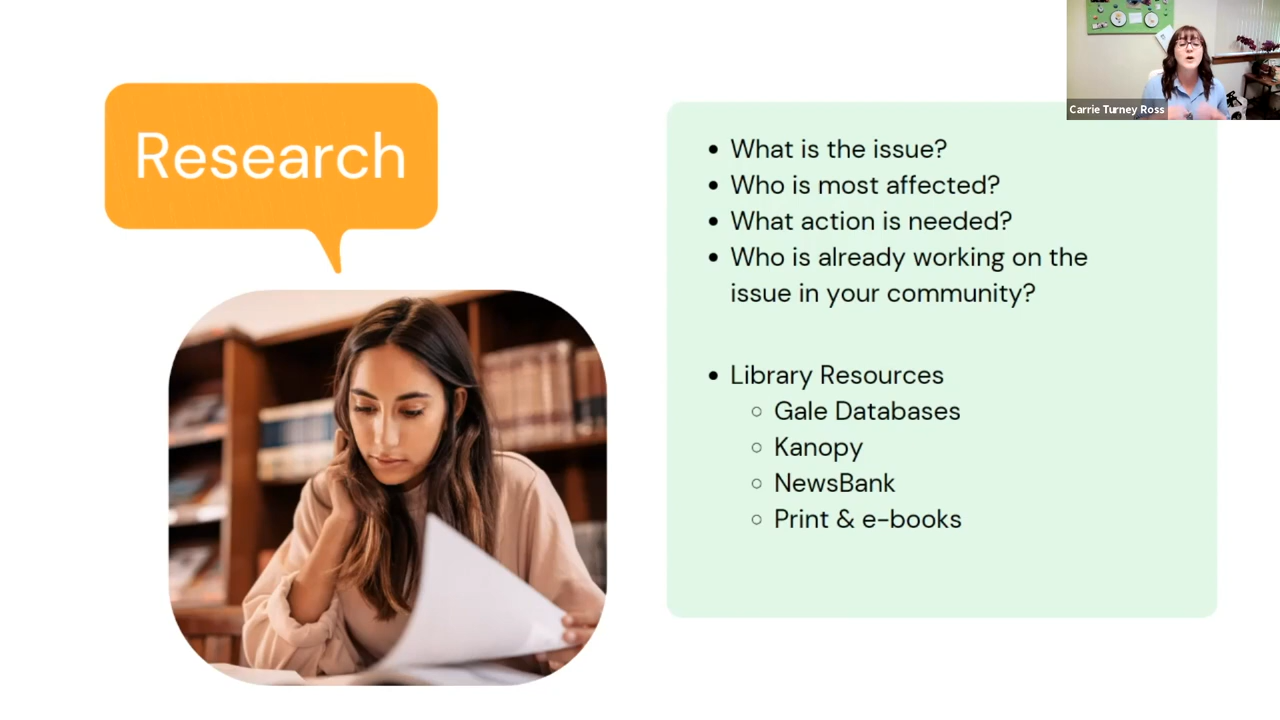 Research
Carrie Turney Ross
• What is the issue?
• Who is most affected?
• What action is needed?
• Who is already working on the
issue in your community?
• Library Resources
○ Gale Databases
○ Kanopy
○ NewsBank
○ Print & e-books